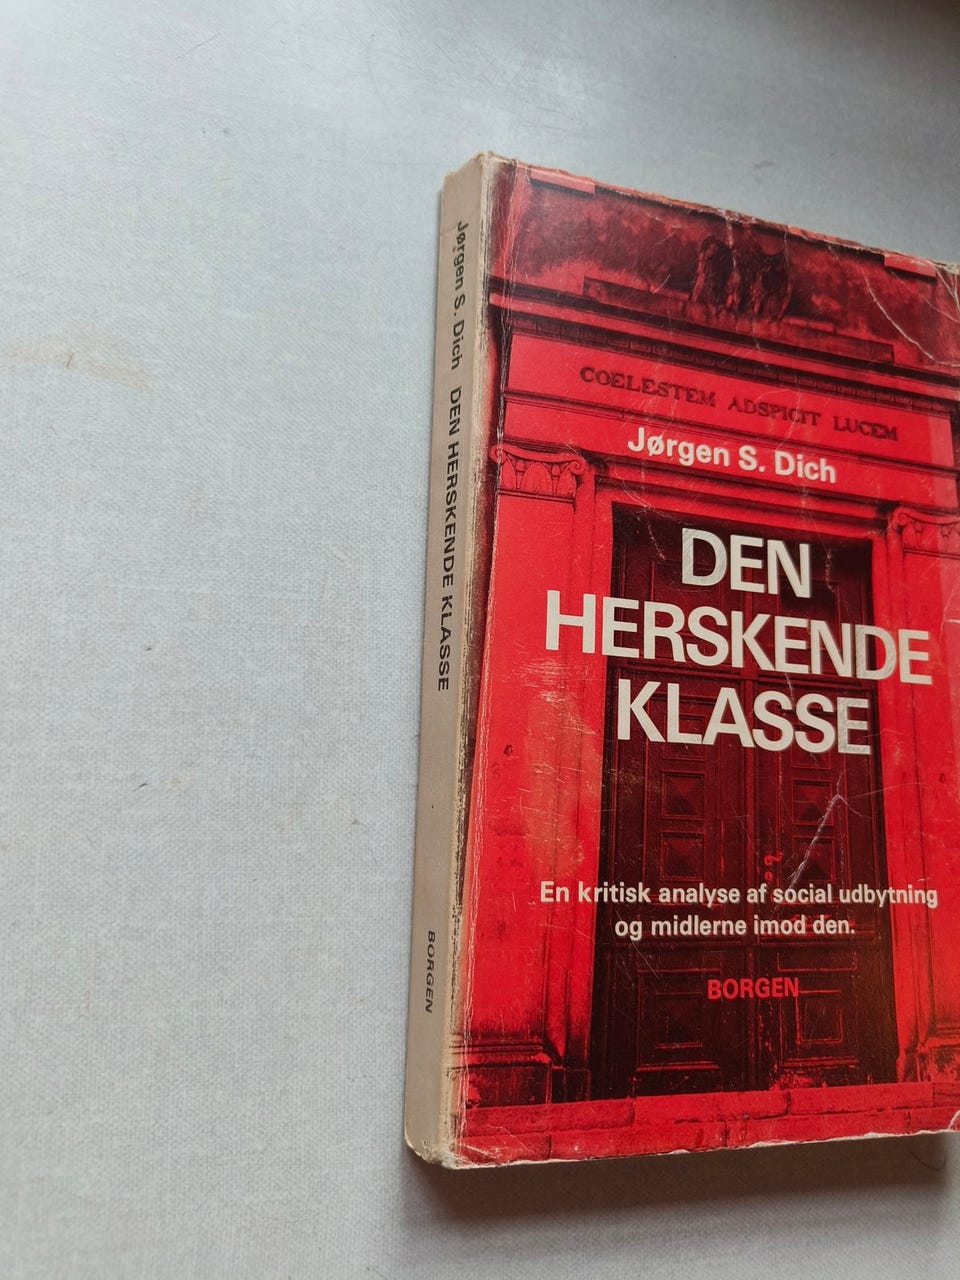 Jørgen S. Dich DEN HERSKENDE KLASSE BORGEN
COELESTEM ADSPICIT LUCEM
Jørgen S. Dich
DEN
HERSKENDE
KLASSE
En kritisk analyse af social udbytning
og midlerne imod den.
BORGEN